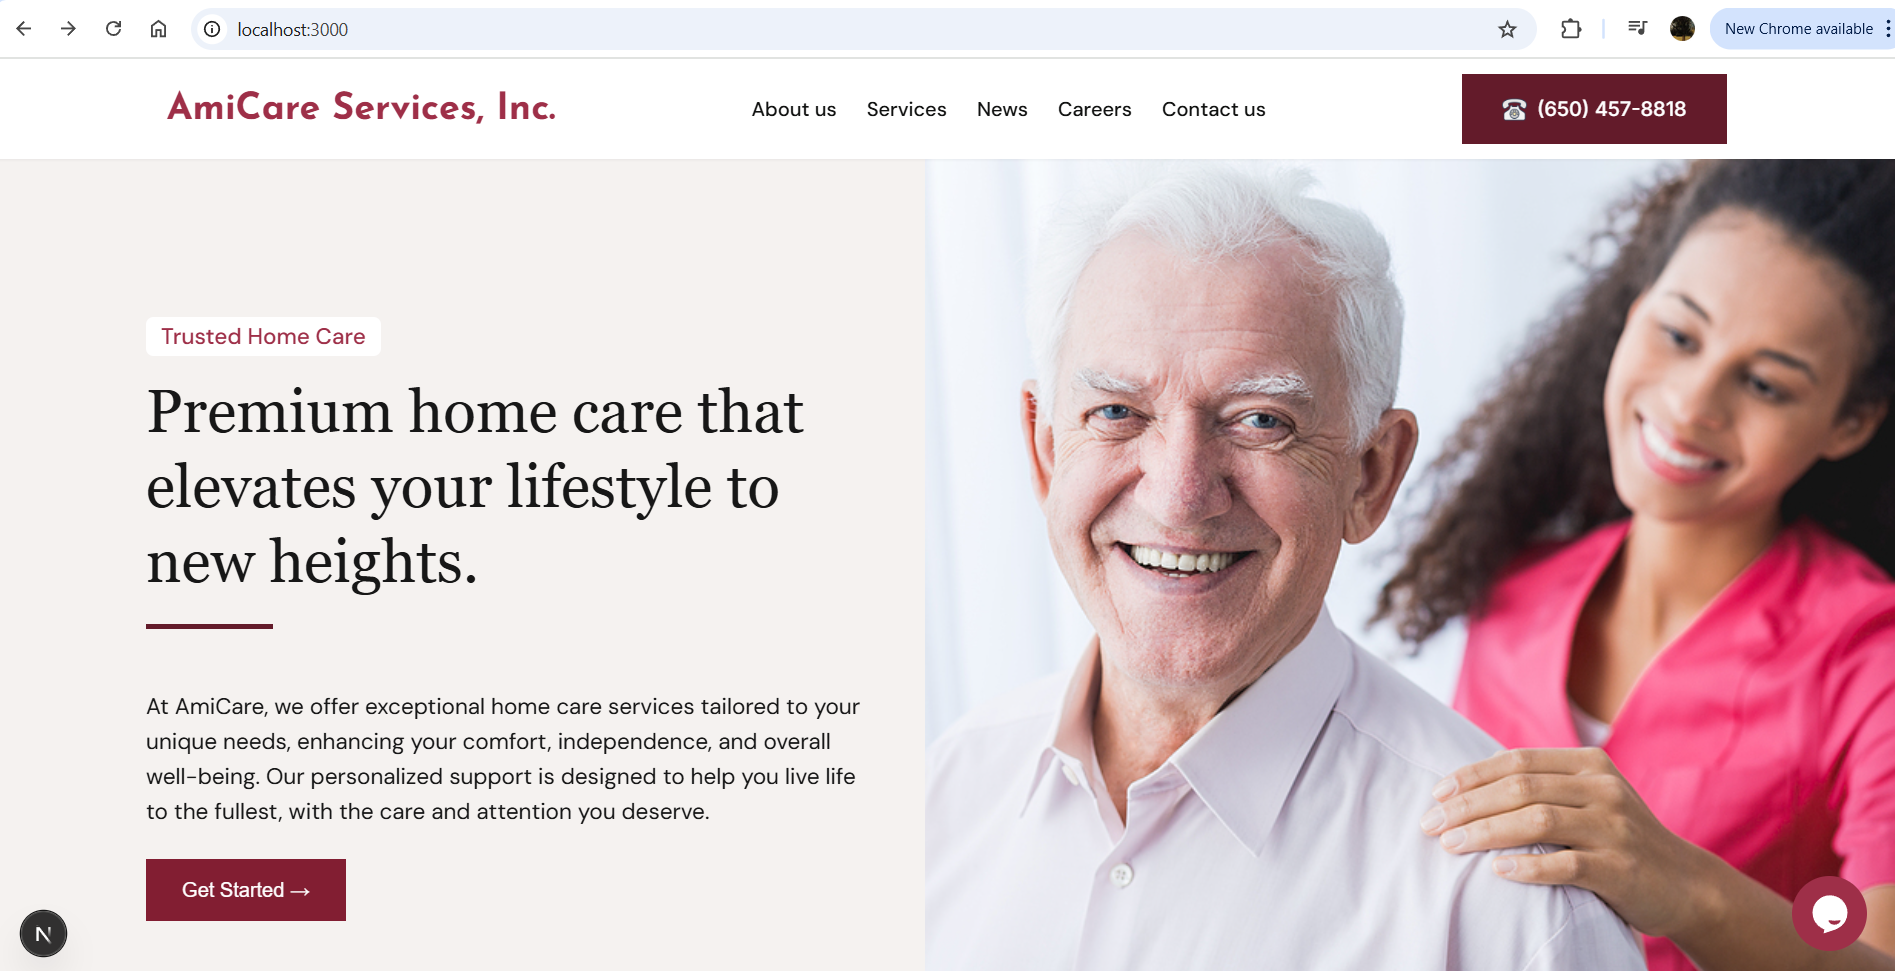 localhost:3000
New Chrome available
AmiCare Services, Inc.
About us
Services
News
Careers
Contact us
(650) 457-8818
Trusted Home Care
Premium home care that
elevates your lifestyle to
new heights.
At AmiCare, we offer exceptional home care services tailored to your
unique needs, enhancing your comfort, independence, and overall
well-being. Our personalized support is designed to help you live life
to the fullest, with the care and attention you deserve.
Get Started →
N